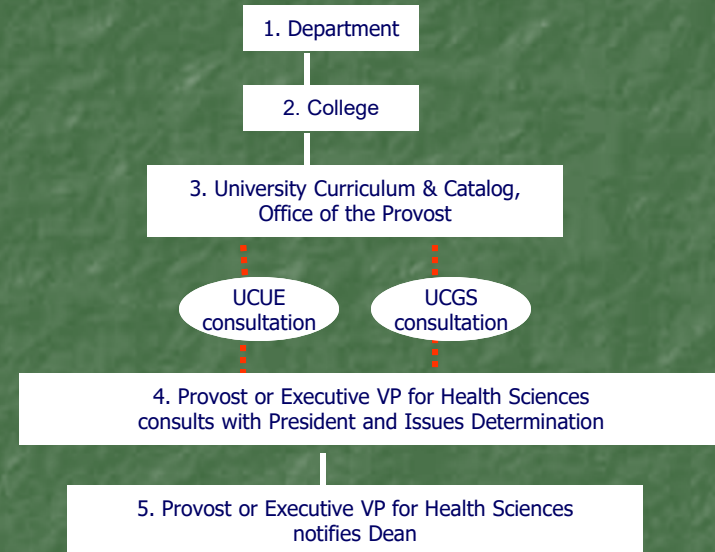 1. Department
2. College
3. University Curriculum & Catalog,
Office of the Provost
UCUE
consultation
UCGS
consultation
4. Provost or Executive VP for Health Sciences
consults with President and Issues Determination
5. Provost or Executive VP for Health Sciences
notifies Dean